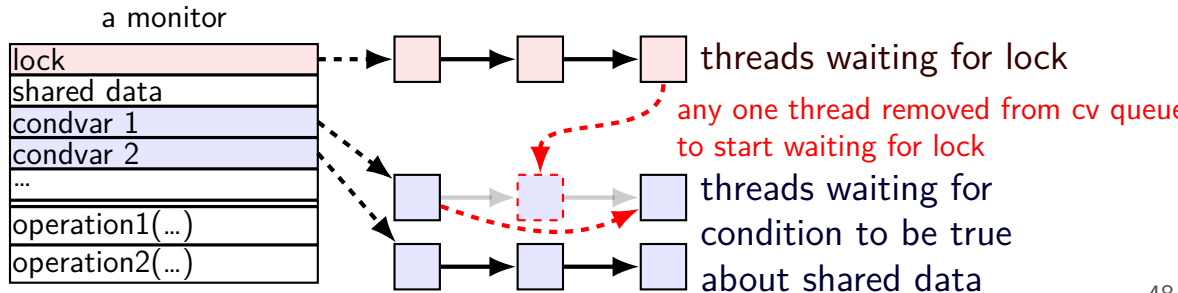 a monitor
lock
shared data
condvar 1
condvar 2
...
operation1(...)
operation2(...)
threads waiting for lock
any one thread removed from cv queue
to start waiting for lock
threads waiting for
condition to be true
about shared data
48